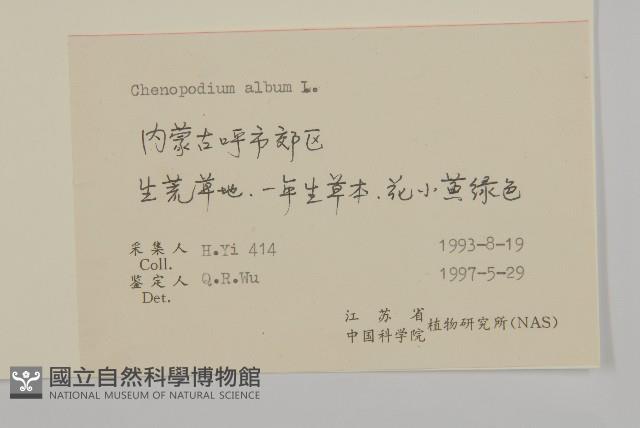 Chenopodium album L.
内蒙古呼市郊区
生荒草地.一年生草本.花小黄绿色
采集人 H.Yi 414 1993-8-19
Coll.
鉴定人 Q.R.Wu 1997-5-29
Det.
江苏省
中国科学院 植物研究所(NAS)
國立自然科學博物館
NATIONAL MUSEUM OF NATURAL SCIENCE